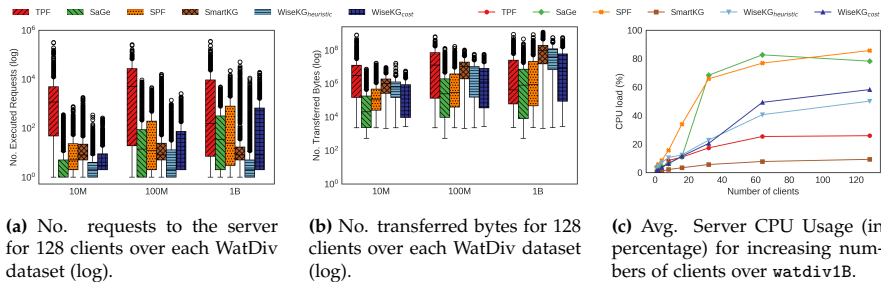 TPF SaGe SPF SmartKG WiseKGheuristic WiseKGcost
TPF SaGe SPF SmartKG WiseKGheuristic WiseKGcost
No. Executed Requests (log)
10^6
10^4
10^2
10^0
10M 100M 1B
No. Transferred Bytes (log)
10^8
10^6
10^4
10^2
10^0
10M 100M 1B
CPU load (%)
100
80
60
40
20
0
0 20 40 60 80 100 120
Number of clients
(a) No. requests to the server
for 128 clients over each WatDiv
dataset (log).
(b) No. transferred bytes for 128
clients over each WatDiv dataset
(log).
(c) Avg. Server CPU Usage (in
percentage) for increasing num-
bers of clients over watdiv1B.